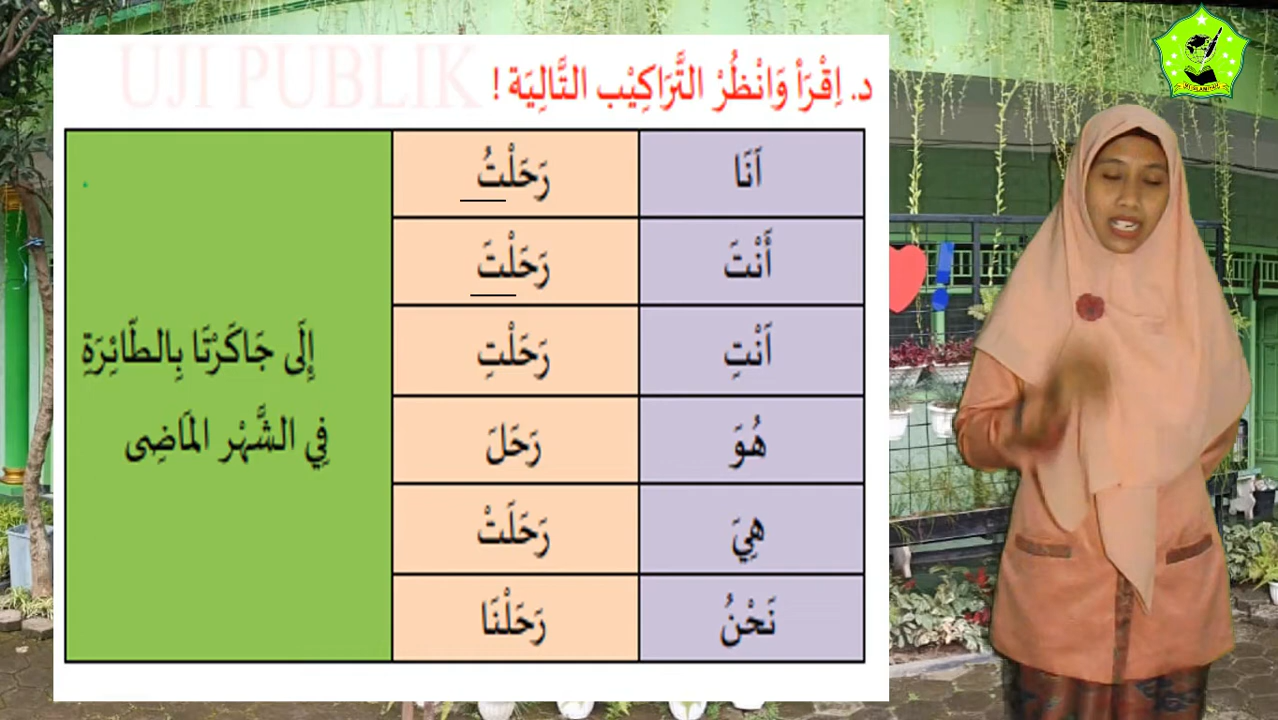 UJI PUBLIK
د. اِقْرَأْ وَانْظُرْ التَّرَاكِيْب التَّالِيَة !
اَنَا رَحَلْتُ
أَنْتَ رَحَلْتَ
اَنْتِ رَحَلْتِ
هُوَ رَحَلَ
هِيَ رَحَلَتْ
نَحْنُ رَحَلْنَا
إِلَى جَاكَرْتَا بِالطَّائِرَةِ
فِي الشَّهْر المَاضِى